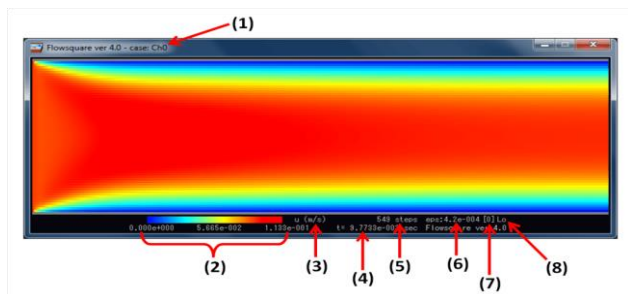 (1)
Flowsquare ver 4.0 - case: Ch0
u (m/s) 549 steps eps:4.2e-004 [0] Lo
0.000e+000 5.665e-002 1.133e-001 t= sec Flowsquare ver 4.0
(2)
(3)
(4)
(5)
(6)
(7)
(8)